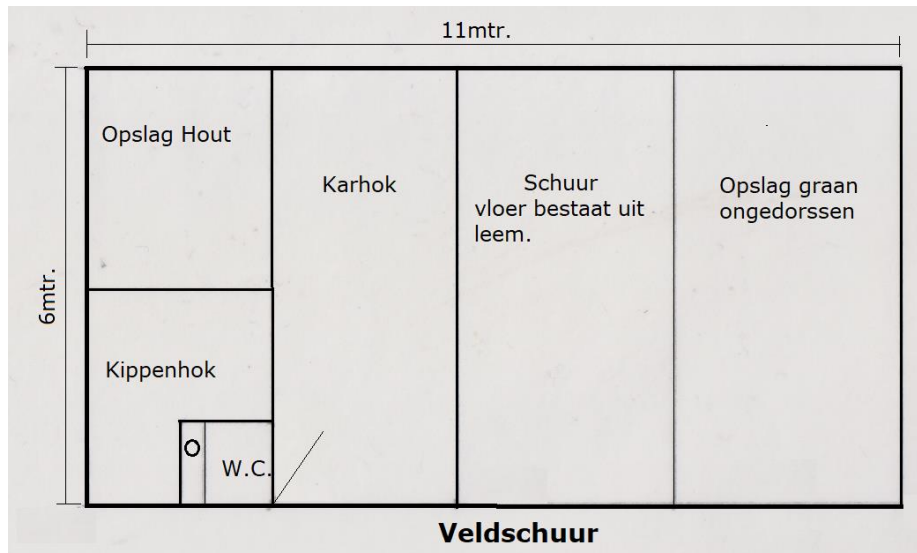 11mtr.
Opslag Hout
Karhok
Schuur
vloer bestaat uit
leem.
Opslag graan
ongedorssen
6mtr.
Kippenhok
W.C.
Veldschuur